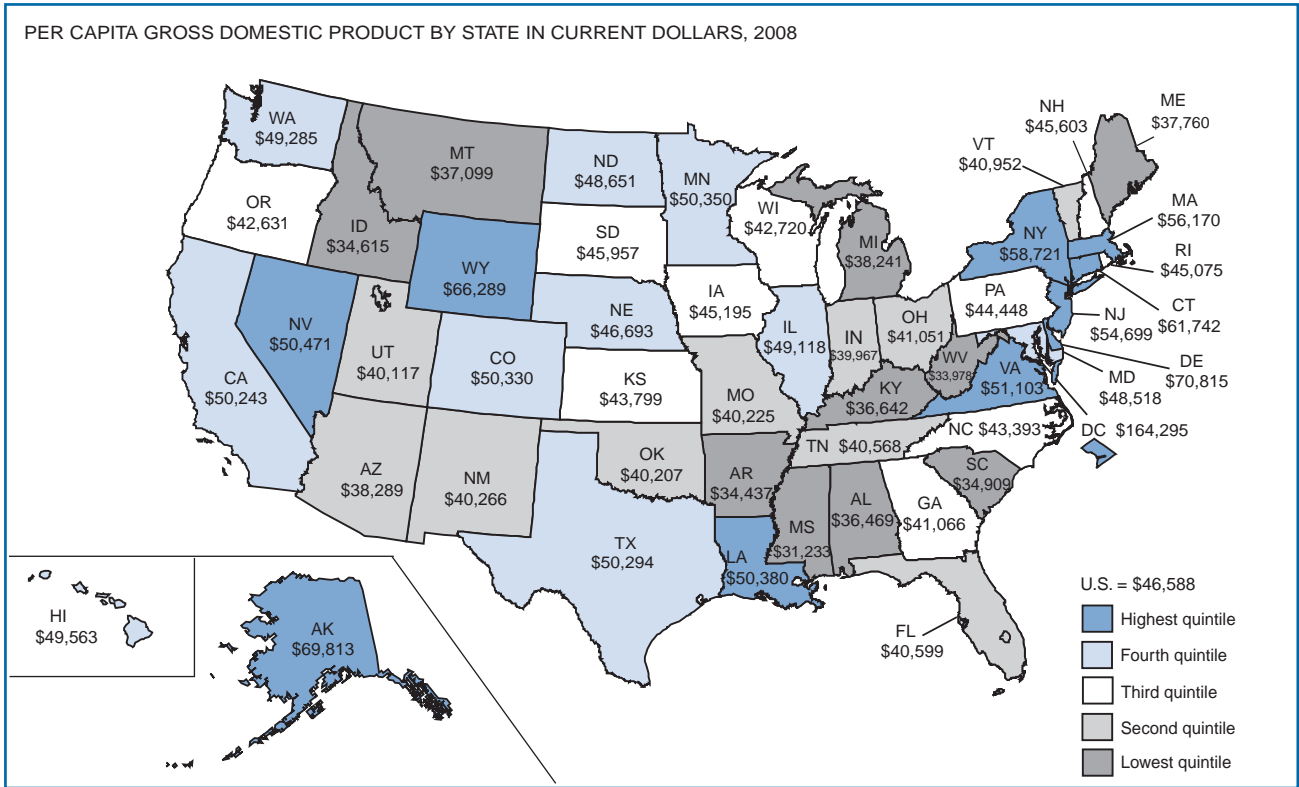 PER CAPITA GROSS DOMESTIC PRODUCT BY STATE IN CURRENT DOLLARS, 2008
WA
$49,285
MT
$37,099
ND
$48,651
MN
$50,350
OR
$42,631
ID
$34,615
WY
$66,289
SD
$45,957
WI
$42,720
MI
$38,241
VT
$40,952
NH
$45,603
ME
$37,760
NY
$58,721
MA
$56,170
RI
$45,075
CT
$61,742
NJ
$54,699
PA
$44,448
DE
$70,815
MD
$48,518
DC $164,295
NV
$50,471
UT
$40,117
CO
$50,330
NE
$46,693
IA
$45,195
IL
$49,118
IN
$39,967
OH
$41,051
WV
$33,978
VA
$51,103
CA
$50,243
KS
$43,799
MO
$40,225
KY
$36,642
NC $43,393
TN $40,568
AZ
$38,289
NM
$40,266
OK
$40,207
AR
$34,437
SC
$34,909
MS
$31,233
AL
$36,469
GA
$41,066
TX
$50,294
LA
$50,380
FL
$40,599
HI
$49,563
AK
$69,813
U.S. = $46,588
Highest quintile
Fourth quintile
Third quintile
Second quintile
Lowest quintile